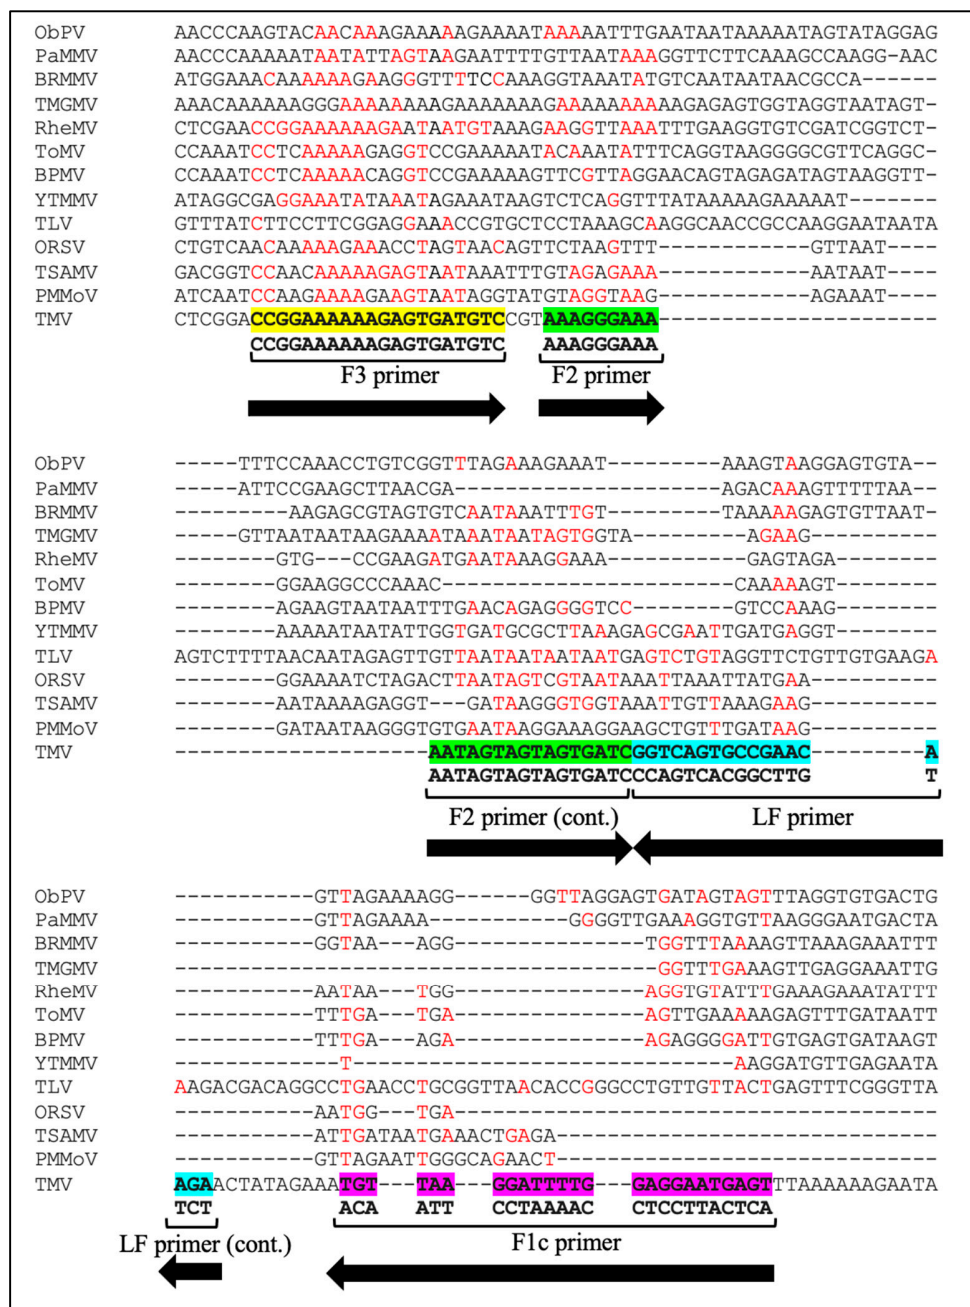 ObPV AACCCAAGTACAACAAAGAAAAAGAAAATAAAAATTTGAATAATAAAAATAGTATAGGAG
PaMMV AACCCAAAAATAATATTAGTAAGAATTTTGTTAATAAAGGTTCTTCAAAGCCAAGG-AAC
BRMMV ATGGAAACAAAAAAGAAGGGTTTTCCAAAGGTAAATATGTCAATAATAACGCCA------
TMGMV AAACAAAAAAGGGAAAAAAAAGAAAAAAAGAAAAAAAAAAAGAGAGTGGTAGGTAATAGT-
RheMV CTCGAACCGGAAAAAAGAATAATGTAAAGAAGGTTAAATTTGAAGGTGTCGATCGGTCT-
ToMV CCAAATCCTCAAAAAGAGGTCCGAAAAATACAAATATTTCAGGTAAGGGGCGTTCAGGC-
BPMV CCAAATCCTCAAAAACAGGTCCGAAAAAGTTCGTTAGGAACAGTAGAGATAGTAAGGTT-
YTMMV ATAGGCGAGGAAATATAAATAGAAATAAGTCTCAGGTTTATAAAAAGAAAAAT-------
TLV GTTTATCTTCCTTCGGAGGAAACCGTGCTCCTAAAGCAAGGCAACCGCCAAGGAATAATA
ORSV CTGTCAACAAAAAGAAACCTAGTAACAGTTCTAAGTTT------------GTTAAT----
TSAMV GACGGTCCAACAAAAAGAGTAATAAATTTGTAGAGAAA------------AATAAT----
PMMoV ATCAATCCAAGAAAAGAAGTAATAGGTATGTAGGTAAG------------AGAAAT----
TMV CTCGGACCGGAAAAAAGAGTGATGTCCGTAAAGGGAAA----------------------
CCGGAAAAAAGAGTGATGTC AAAGGGAAA
F3 primer F2 primer
ObPV -----TTTCCAAACCTGTCGGTTTAGAAAGAAAT---------AAAGTAAGGAGTGTA--
PaMMV -----ATTCCGAAGCTTAACGA---------------------AGACAAAGTTTTTAA--
BRMMV ---------AAGAGCGTAGTGTCAATAAATTTGT---------TAAAAAGAGTGTTAAT-
TMGMV -----GTTAATAATAAGAAAATAAATAATAGTGGTA---------AGAAG----------
RheMV --------GTG---CCGAAGATGAATAAAGGAAA-----------GAGTAGA--------
ToMV --------GGAAGGCCCAAAC-----------------------CAAAAAGT--------
BPMV --------AGAAGTAATAATTTGAACAGAGGGGTCC--------GTCCAAAG--------
YTMMV --------AAAAATAATATTGGTGATGCGCTTAAAGAGCGAATTGATGAGGT--------
TLV AGTCTTTTAACAATAGAGTTGTTAATAATAATAATGAGTCTGTAGGTTCTGTTGTGAAGA
ORSV --------GGAAAATCTAGACTTAATAGTCGTAATAAATTAAATTATGAA----------
TSAMV --------AATAAAAGAGGT---GATAAGGGTGGTAAATTGTTAAAGAAG----------
PMMoV --------GATAATAAGGGTGTGAATAAGGAAAGGAAGCTGTTTGATAAG----------
TMV --------------------AATAGTAGTAGTGATCGGTCAGTGCCGAAC---------A
AATAGTAGTAGTGATCCCAGTCACGGCTTG T
F2 primer (cont.) LF primer
ObPV -----------GTTAGAAAAGG--------GGTTAGGAGTGATAGTAGTTTAGGTGTGACTG
PaMMV -----------GTTAGAAAA-----------GGGGTTGAAAGGTGTTAAGGGAATGACTA
BRMMV -----------GGTAA---AGG---------------TGGTTTAAAAGTTAAAGAAATTT
TMGMV --------------------------------------GGTTTGAAAGTTGAGGAAATTG
RheMV -----------AATAA---TGG---------------AGGTGTATTTGAAAGAAATATTT
ToMV -----------TTTGA---TGA---------------AGTTGAAAAAGAGTTTGATAATT
BPMV -----------TTTGA---AGA---------------AGAGGGGATTGTGAGTGATAAGT
YTMMV -------------T------------------------------AAGGATGTTGAGAATA
TLV AAGACGACAGGCCTGAACCTGCGGTTAACACCGGGCCTGTTGTTACTGAGTTTCGGGTTA
ORSV -----------AATGG---TGA--------------------------------------
TSAMV -----------ATTGATAATGAAACTGAGA------------------------------
PMMoV -----------GTTAGAATTGGGCAGAACT------------------------------
TMV AGAACTATAGAAATGT---TAA---GGATTTTG---GAGGAATGAGTTTAAAAAAGAATA
TCT ACA ATT CCTAAAAC CTCCTTACTCA
LF primer (cont.) F1c primer